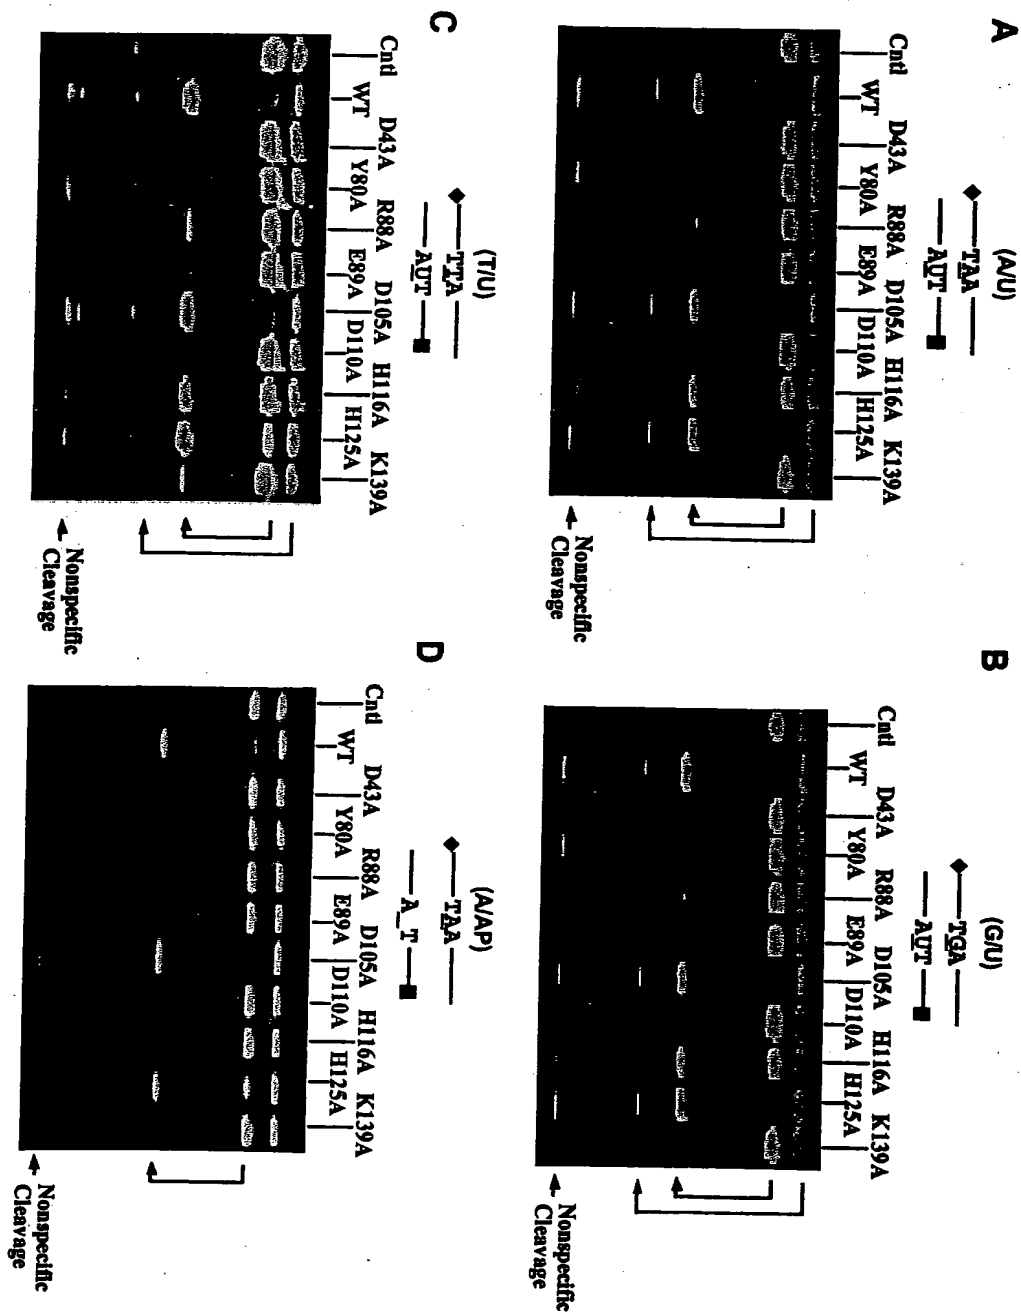 A
(A/U)
TAA
AUT
Cntl WT D43A Y80A R88A E89A D105A D110A H116A H125A K139A
Nonspecific
Cleavage
B
(G/U)
TGA
AUT
Cntl WT D43A Y80A R88A E89A D105A D110A H116A H125A K139A
Nonspecific
Cleavage
C
(T/U)
TTA
AUT
Cntl WT D43A Y80A R88A E89A D105A D110A H116A H125A K139A
Nonspecific
Cleavage
D
(A/AP)
TAA
A_T
Cntl WT D43A Y80A R88A E89A D105A D110A H116A H125A K139A
Nonspecific
Cleavage